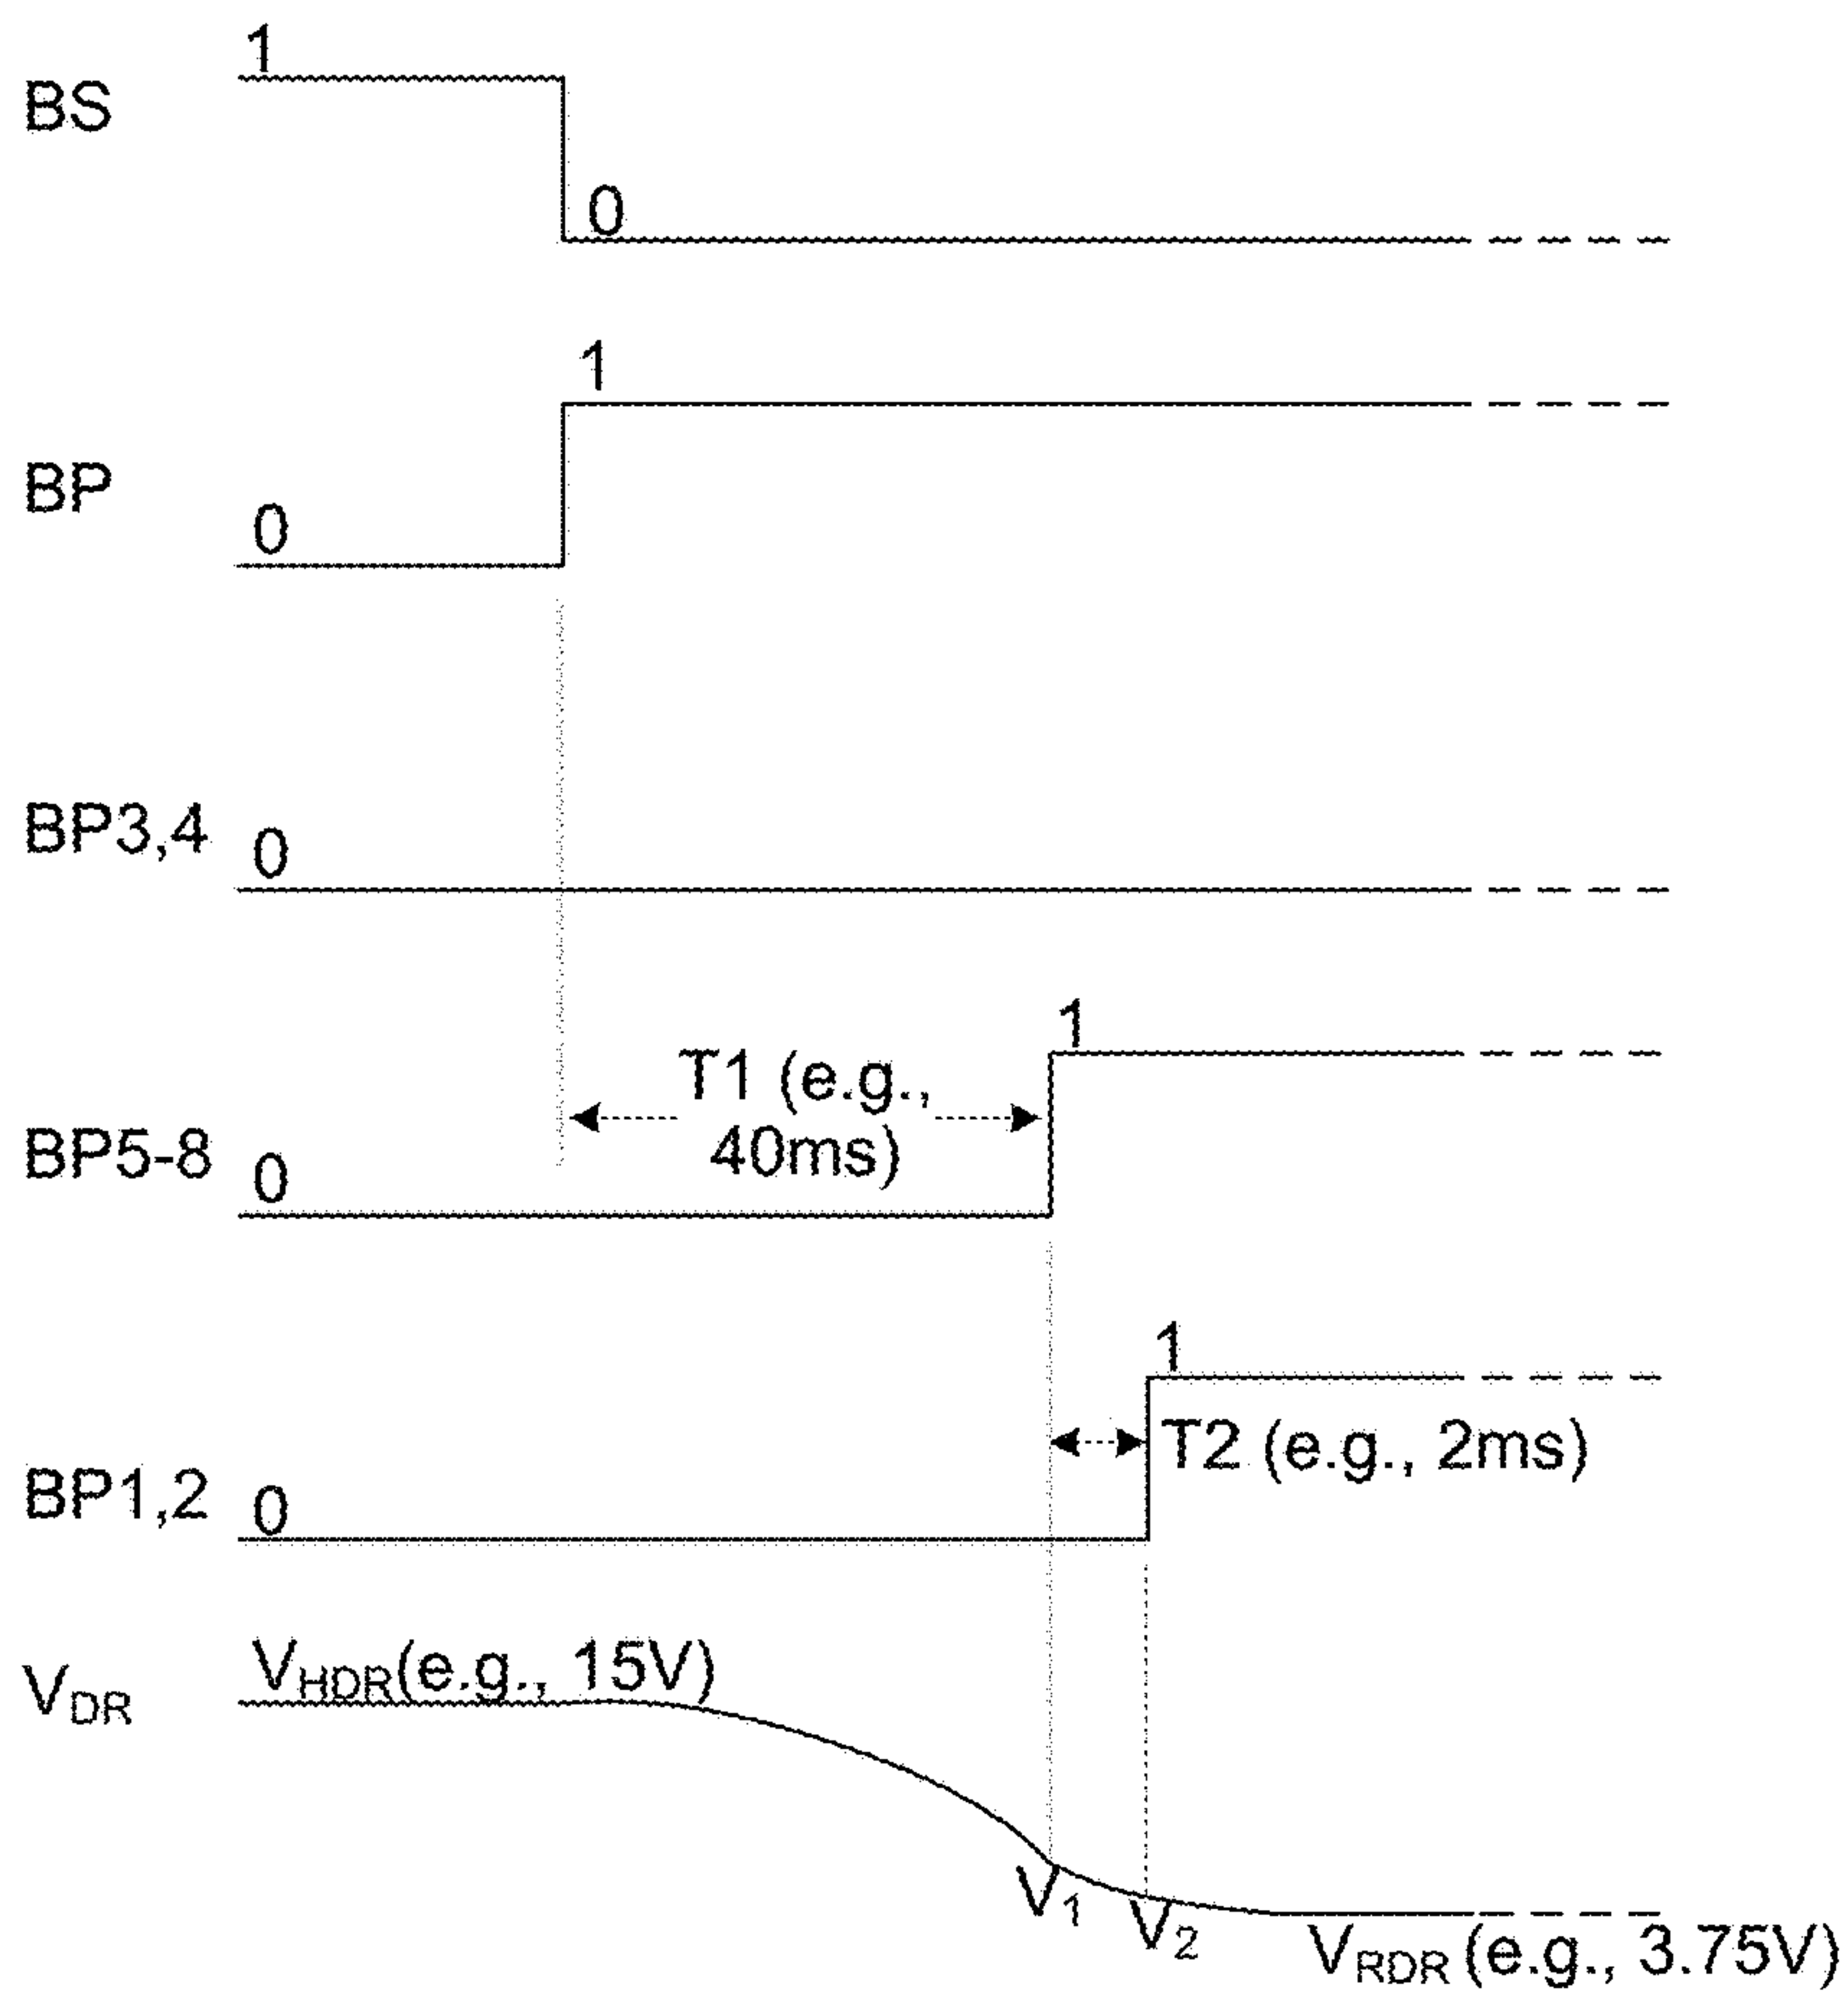 1
BS
0
1
BP
0
BP3,4
0
1
T1 (e.g.,
40ms)
BP5-8
0
1
T2 (e.g., 2ms)
BP1,2
0
VHDR(e.g., 15V)
VDR
V1
V2
VRDR(e.g., 3.75V)